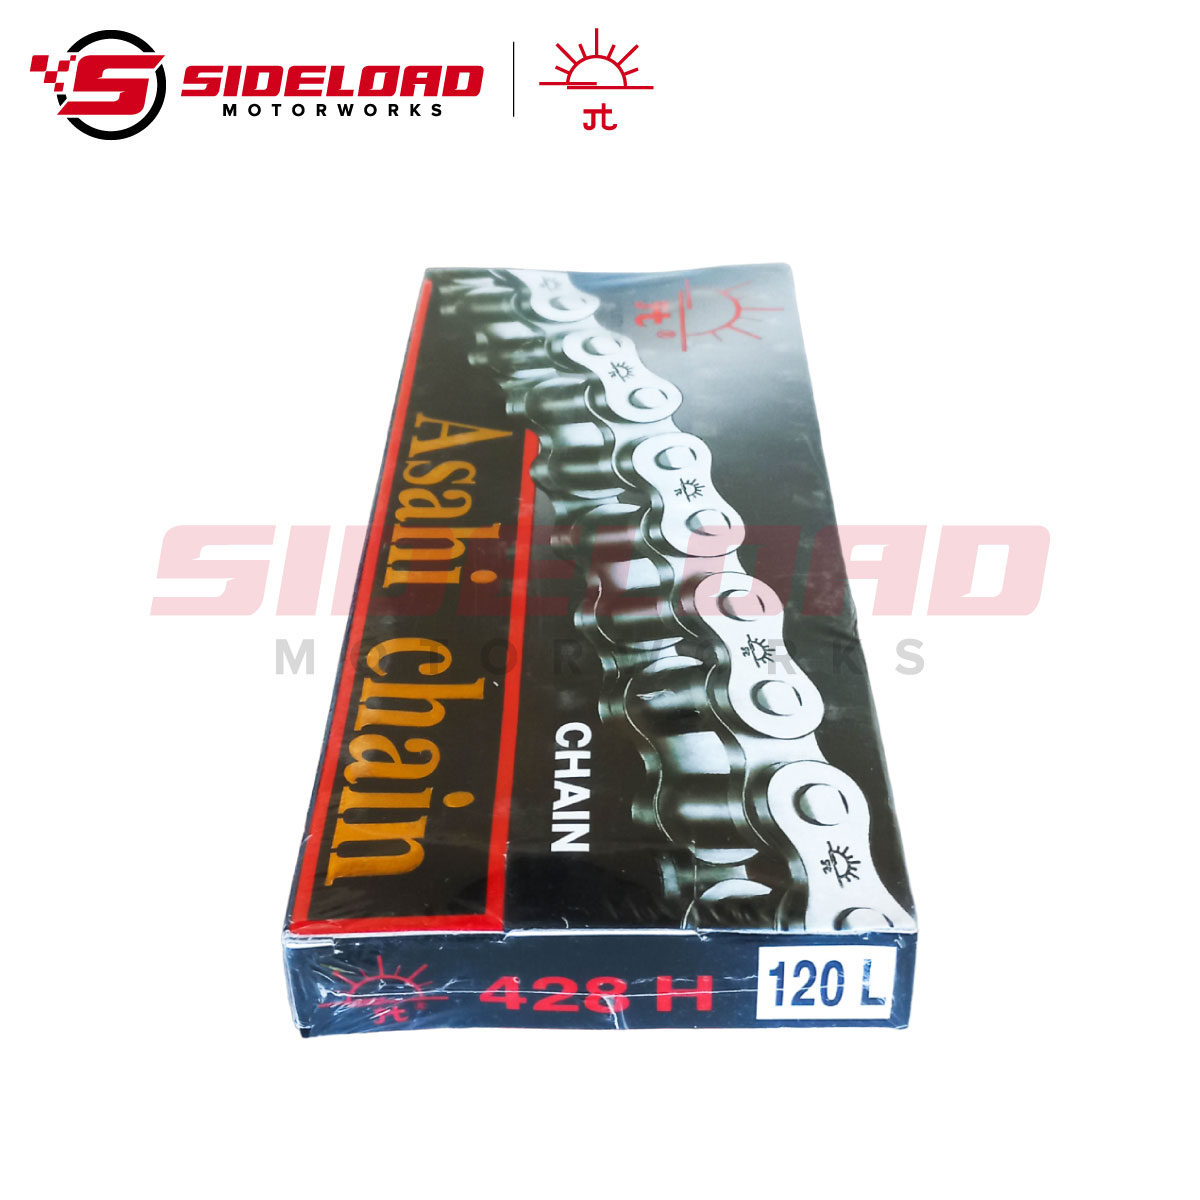 SIDELOAD
MOTORWORKS
Asahi chain
CHAIN
SIDELOAD
MOTORWORKS
428 H
120 L